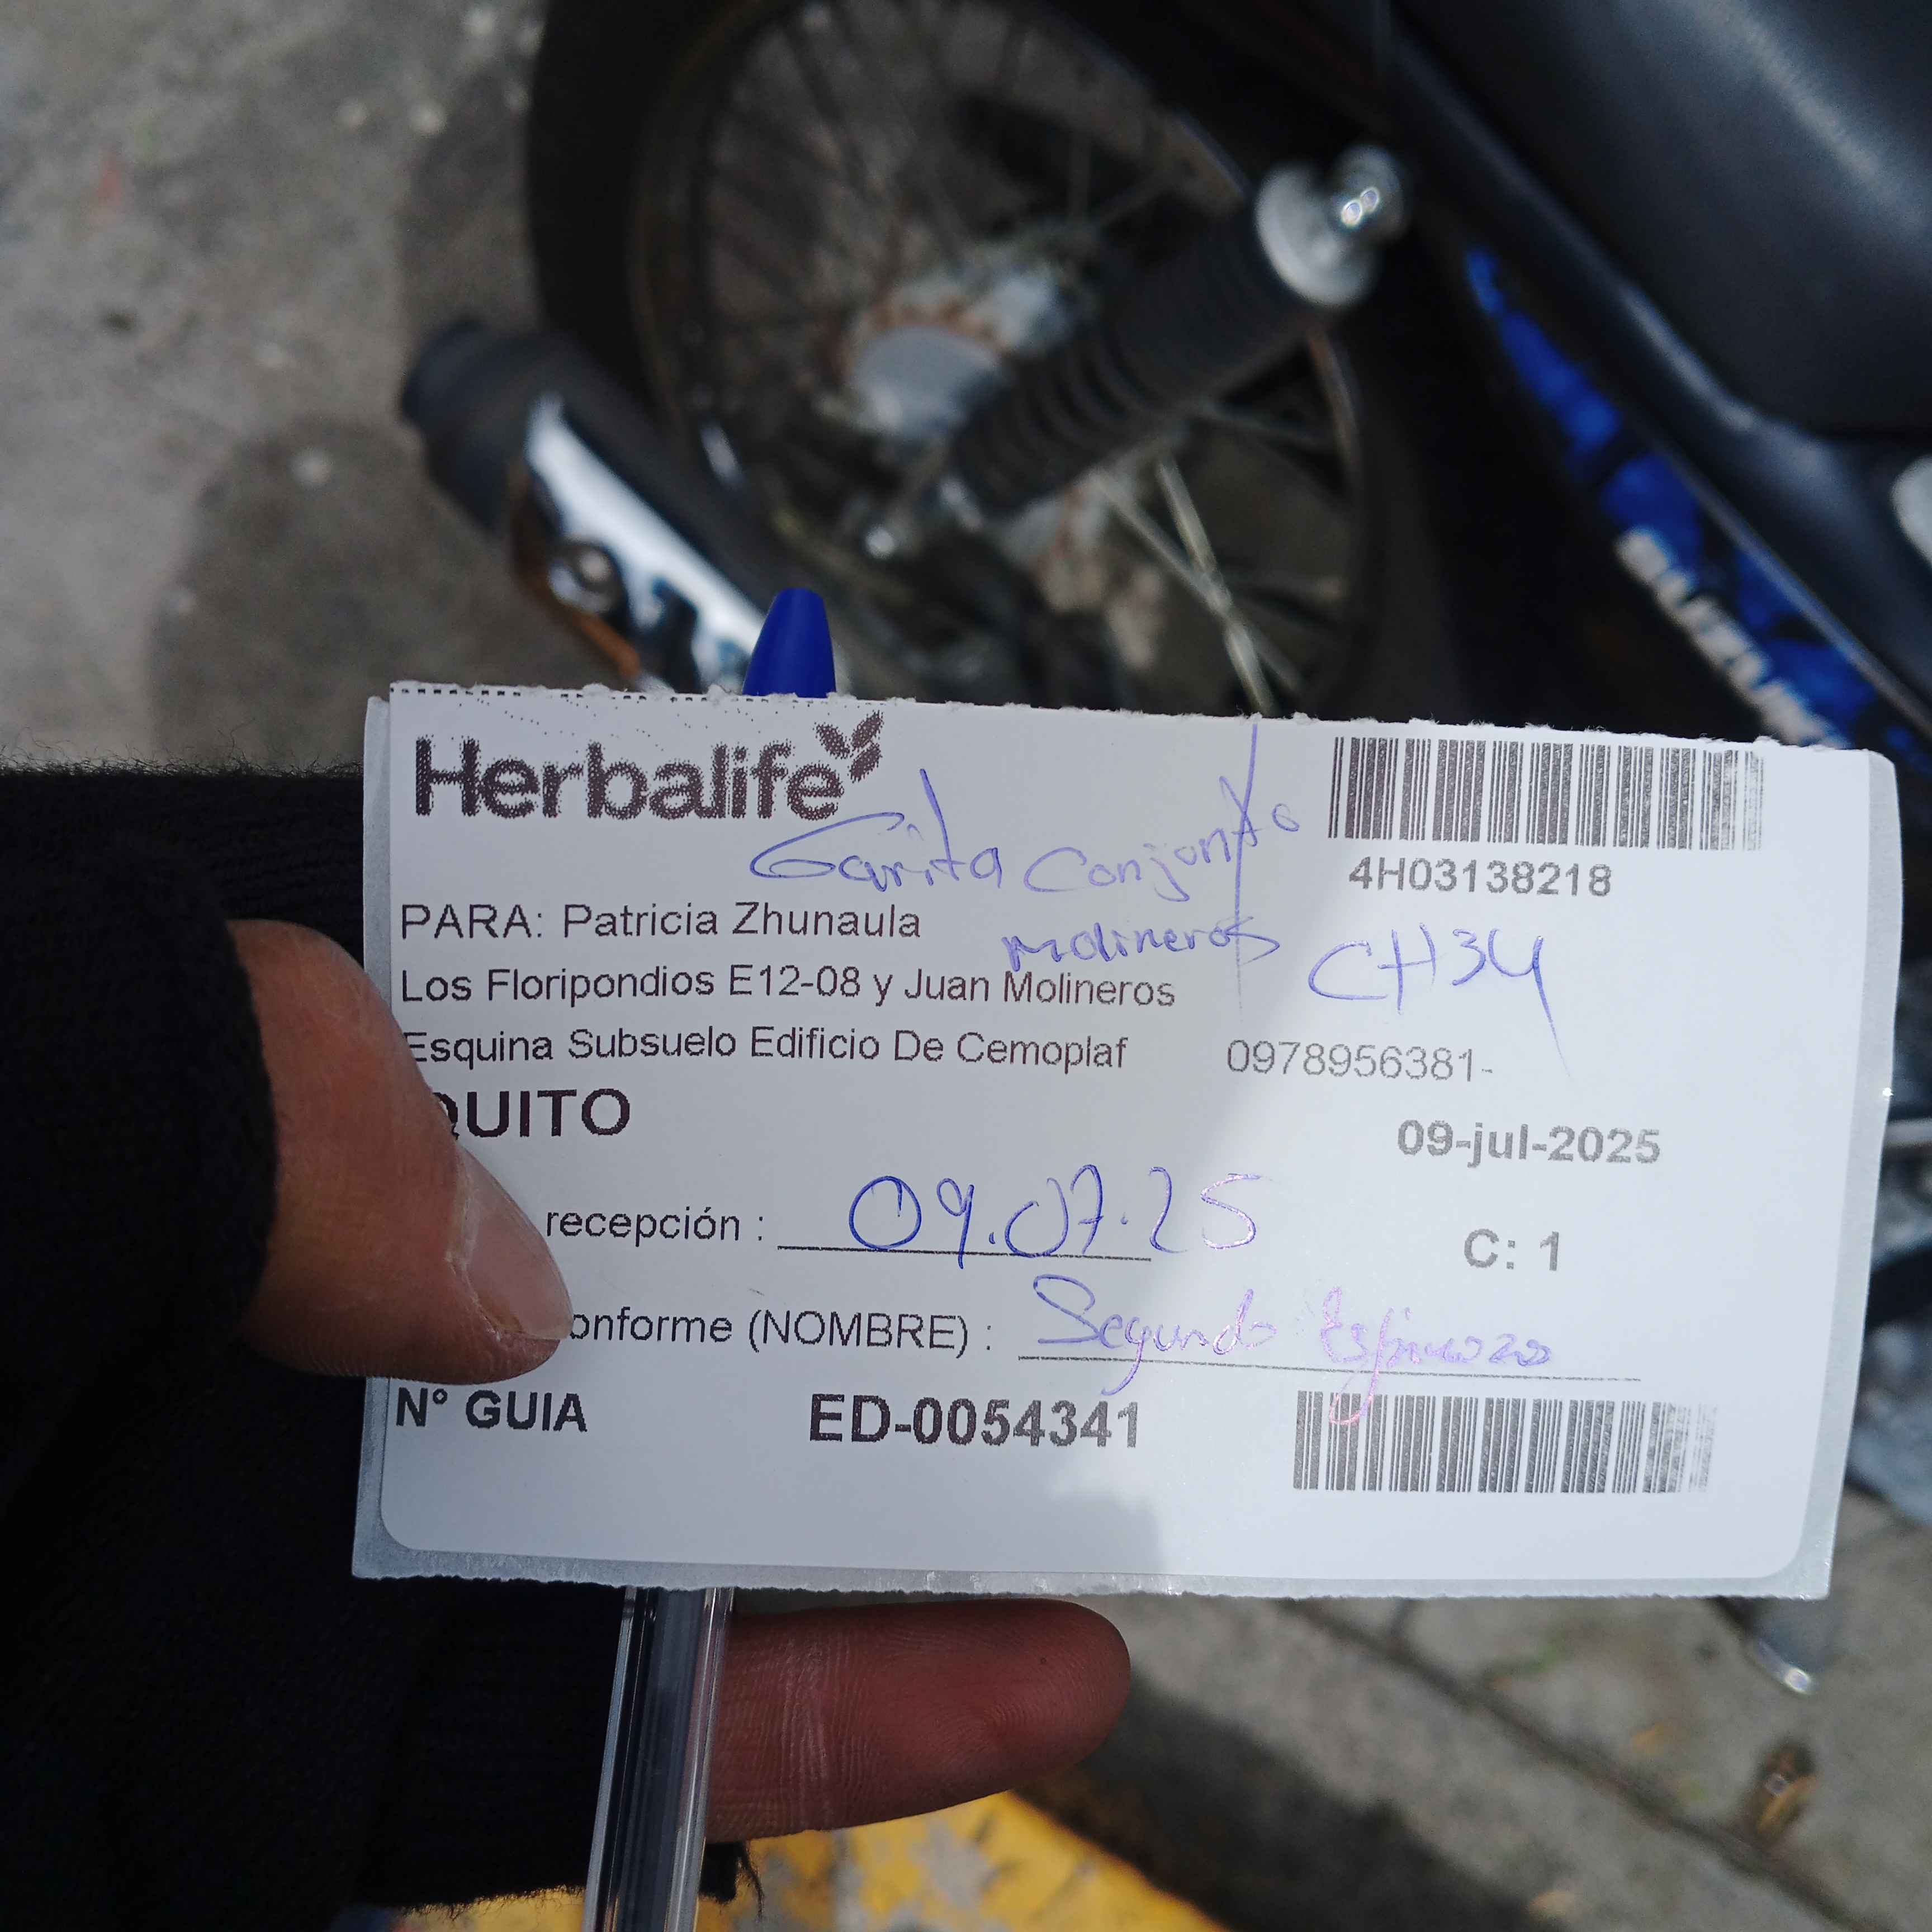 Herbalife
Garita Conjunto
4H03138218
PARA: Patricia Zhunaula
Molineros
CH34
Los Floripondios E12-08 y Juan Molineros
Esquina Subsuelo Edificio De Cemoplaf
0978956381-
QUITO
09-jul-2025
recepción : 09.07.25
C: 1
onforme (NOMBRE) : Segundo
N° GUIA ED-0054341
SUZUKI